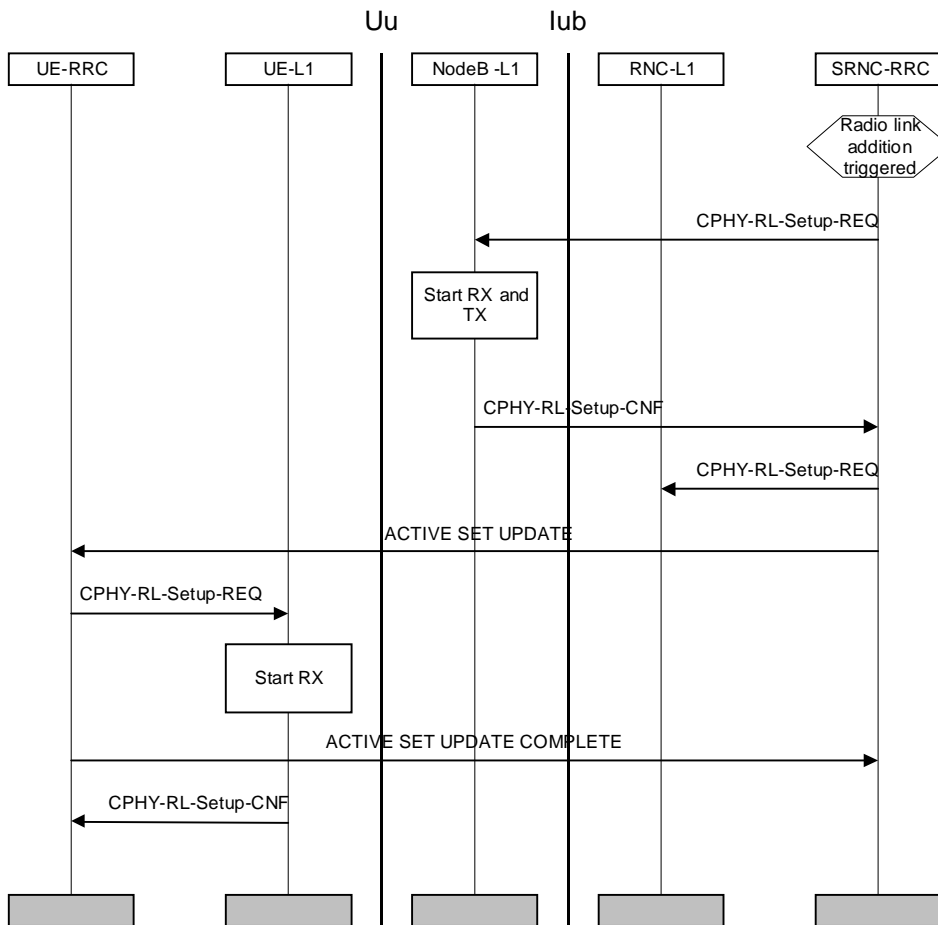 Uu
Iub
UE-RRC
UE-L1
NodeB -L1
RNC-L1
SRNC-RRC
Radio link
addition
triggered
CPHY-RL-Setup-REQ
Start RX and
TX
CPHY-RL-Setup-CNF
CPHY-RL-Setup-REQ
ACTIVE SET UPDATE
CPHY-RL-Setup-REQ
Start RX
ACTIVE SET UPDATE COMPLETE
CPHY-RL-Setup-CNF